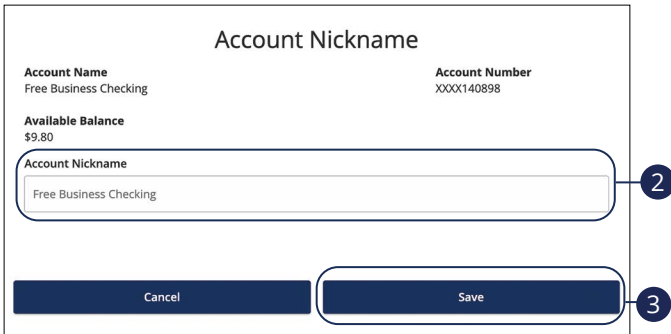 Account Nickname
Account Name
Account Number
Free Business Checking
XXXX140898
Available Balance
$9.80
Account Nickname
Free Business Checking
2
Cancel
Save
3